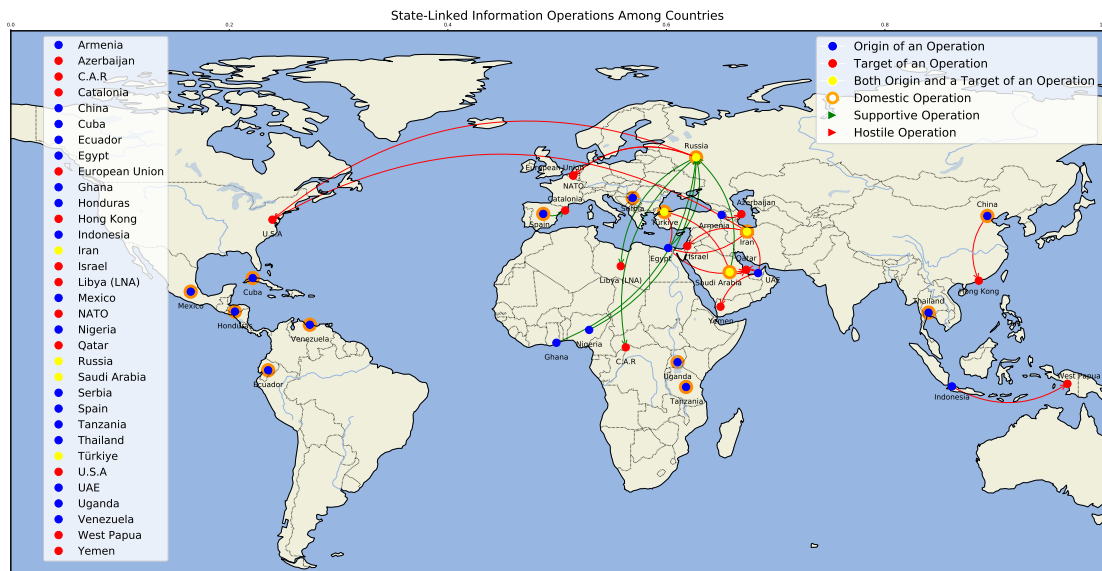 State-Linked Information Operations Among Countries
0.0 0.2 0.4 0.6 0.8 1.0
Armenia
Azerbaijan
C.A.R
Catalonia
China
Cuba
Ecuador
Egypt
European Union
Ghana
Honduras
Hong Kong
Indonesia
Iran
Israel
Libya (LNA)
Mexico
NATO
Nigeria
Qatar
Russia
Saudi Arabia
Serbia
Spain
Tanzania
Thailand
Türkiye
U.S.A
UAE
Uganda
Venezuela
West Papua
Yemen
Origin of an Operation
Target of an Operation
Both Origin and a Target of an Operation
Domestic Operation
Supportive Operation
Hostile Operation
Russia
European Union
NATO
Catalonia
Spain
Serbia
Türkiye
Armenia
Azerbaijan
Iran
Israel
Egypt
Qatar
UAE
Saudi Arabia
Yemen
Libya (LNA)
U.S.A
Cuba
Mexico
Honduras
Venezuela
Ecuador
Ghana
Nigeria
C.A.R
Uganda
Tanzania
China
Hong Kong
Thailand
Indonesia
West Papua